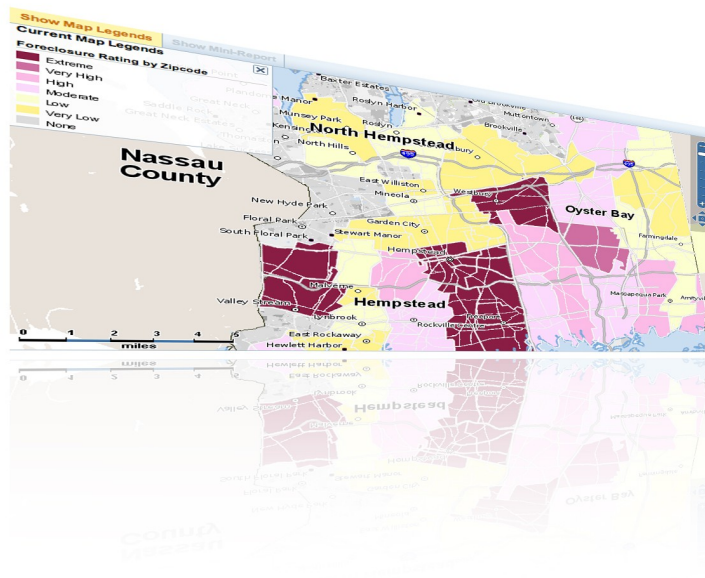 Show Map Legends
Show Mini-Report
Current Map Legends
Foreclosure Rating by Zipcode
Extreme
Very High
High
Moderate
Low
Very Low
None
Nassau
County
Baxter Estates
Manor
Roslyn Harbor
Munsey Park
Roslyn
Muttontown
Brookville
North Hempstead
North Hills
East Williston
Mineola
Westbury
New Hyde Park
Oyster Bay
Floral Park
Garden City
South Floral Park
Stewart Manor
Farmingdale
Hempstead
Malverne
Massapequa Park
Valley Stream
Hempstead
Lynbrook
Freeport
East Rockaway
Hewlett Harbor
0 1 2 3 4 5
miles